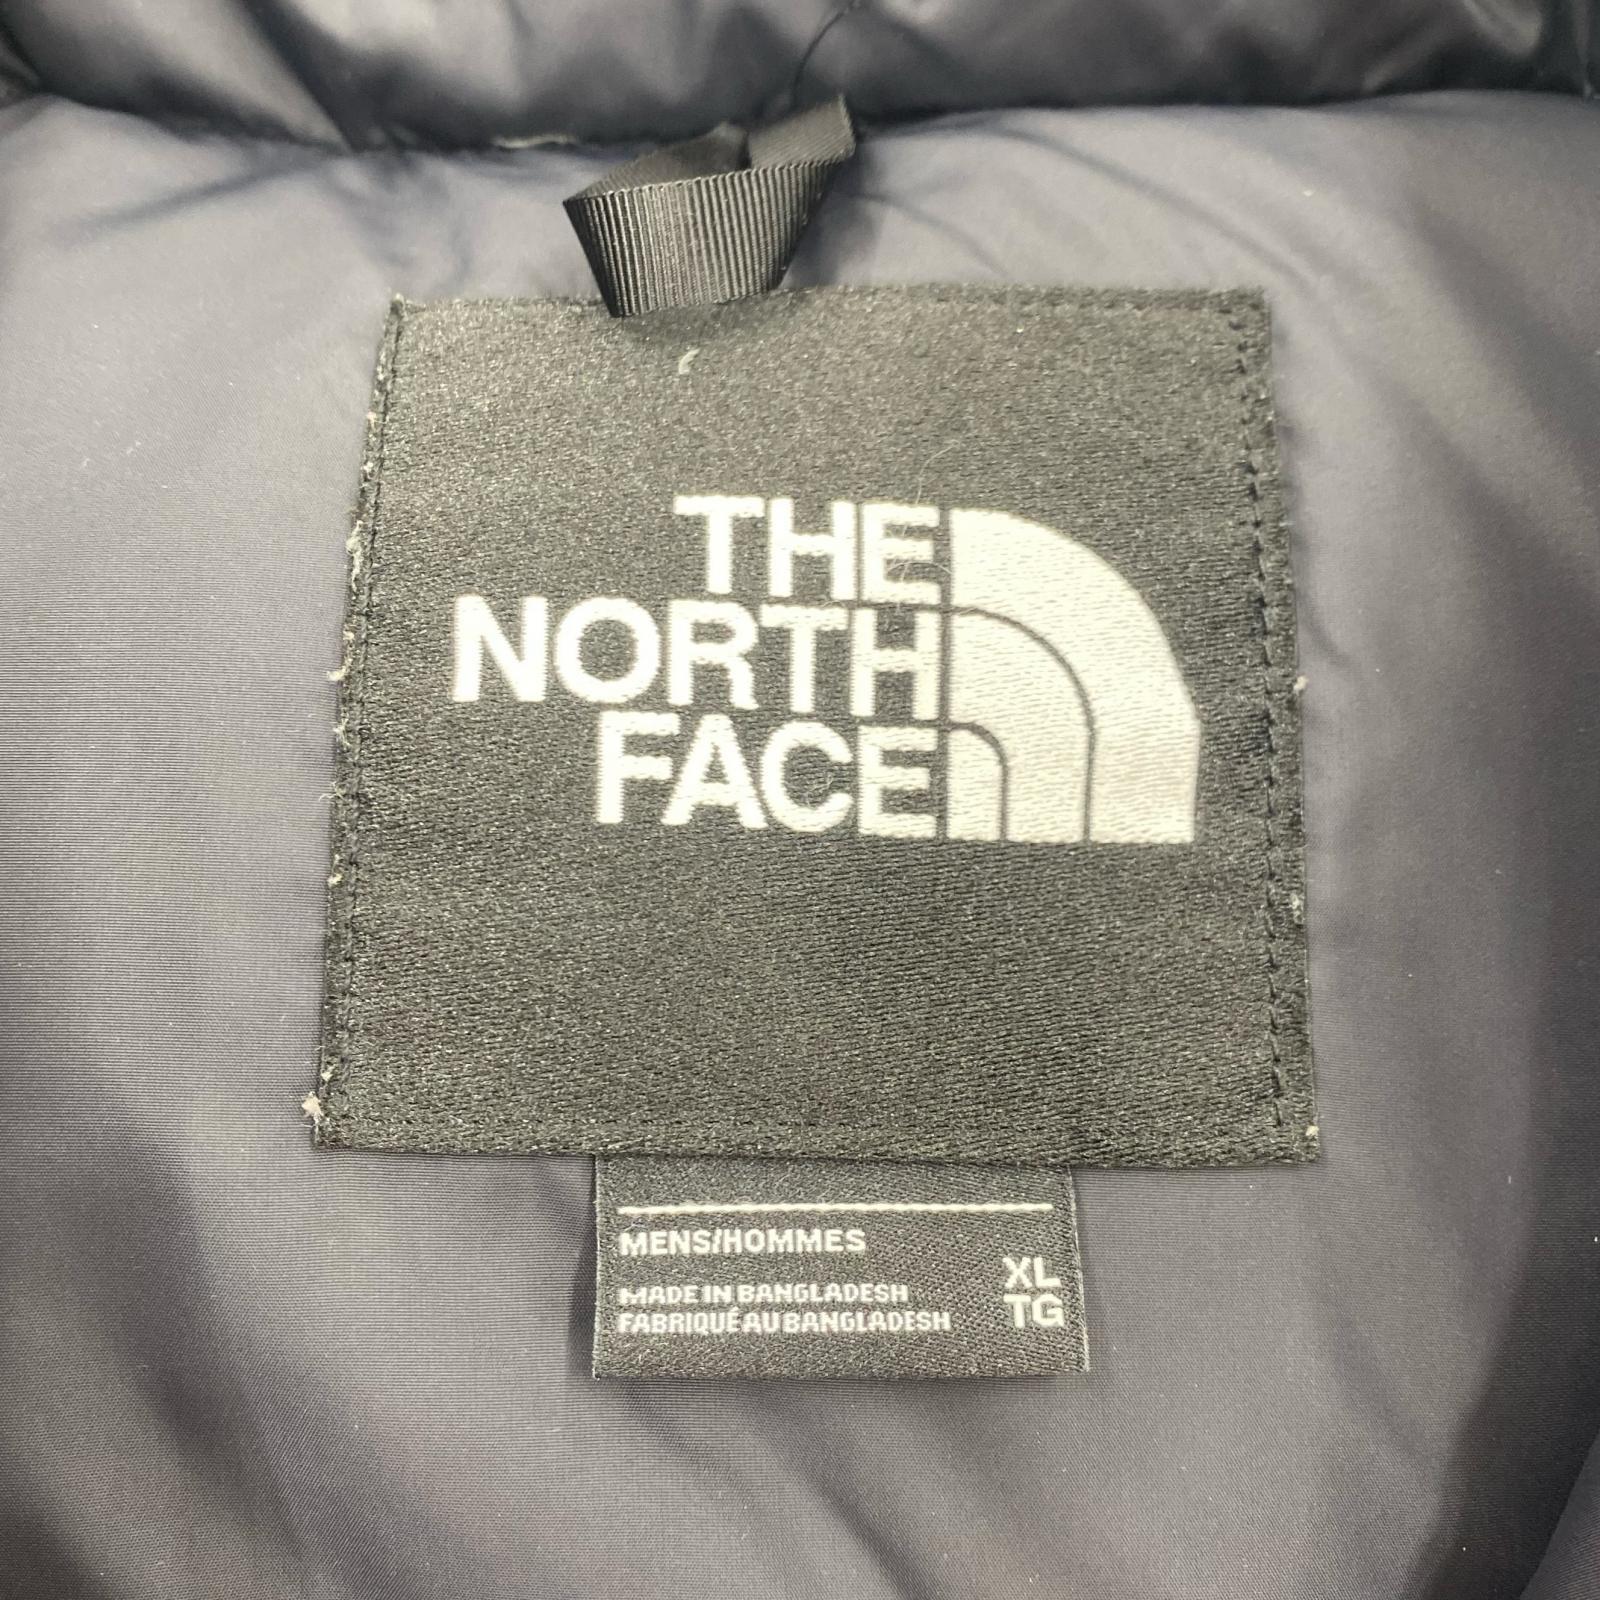 THE
NORTH
FACE
MENS/HOMMES
XL
TG
MADE IN BANGLADESH
FABRIQUÉ AU BANGLADESH